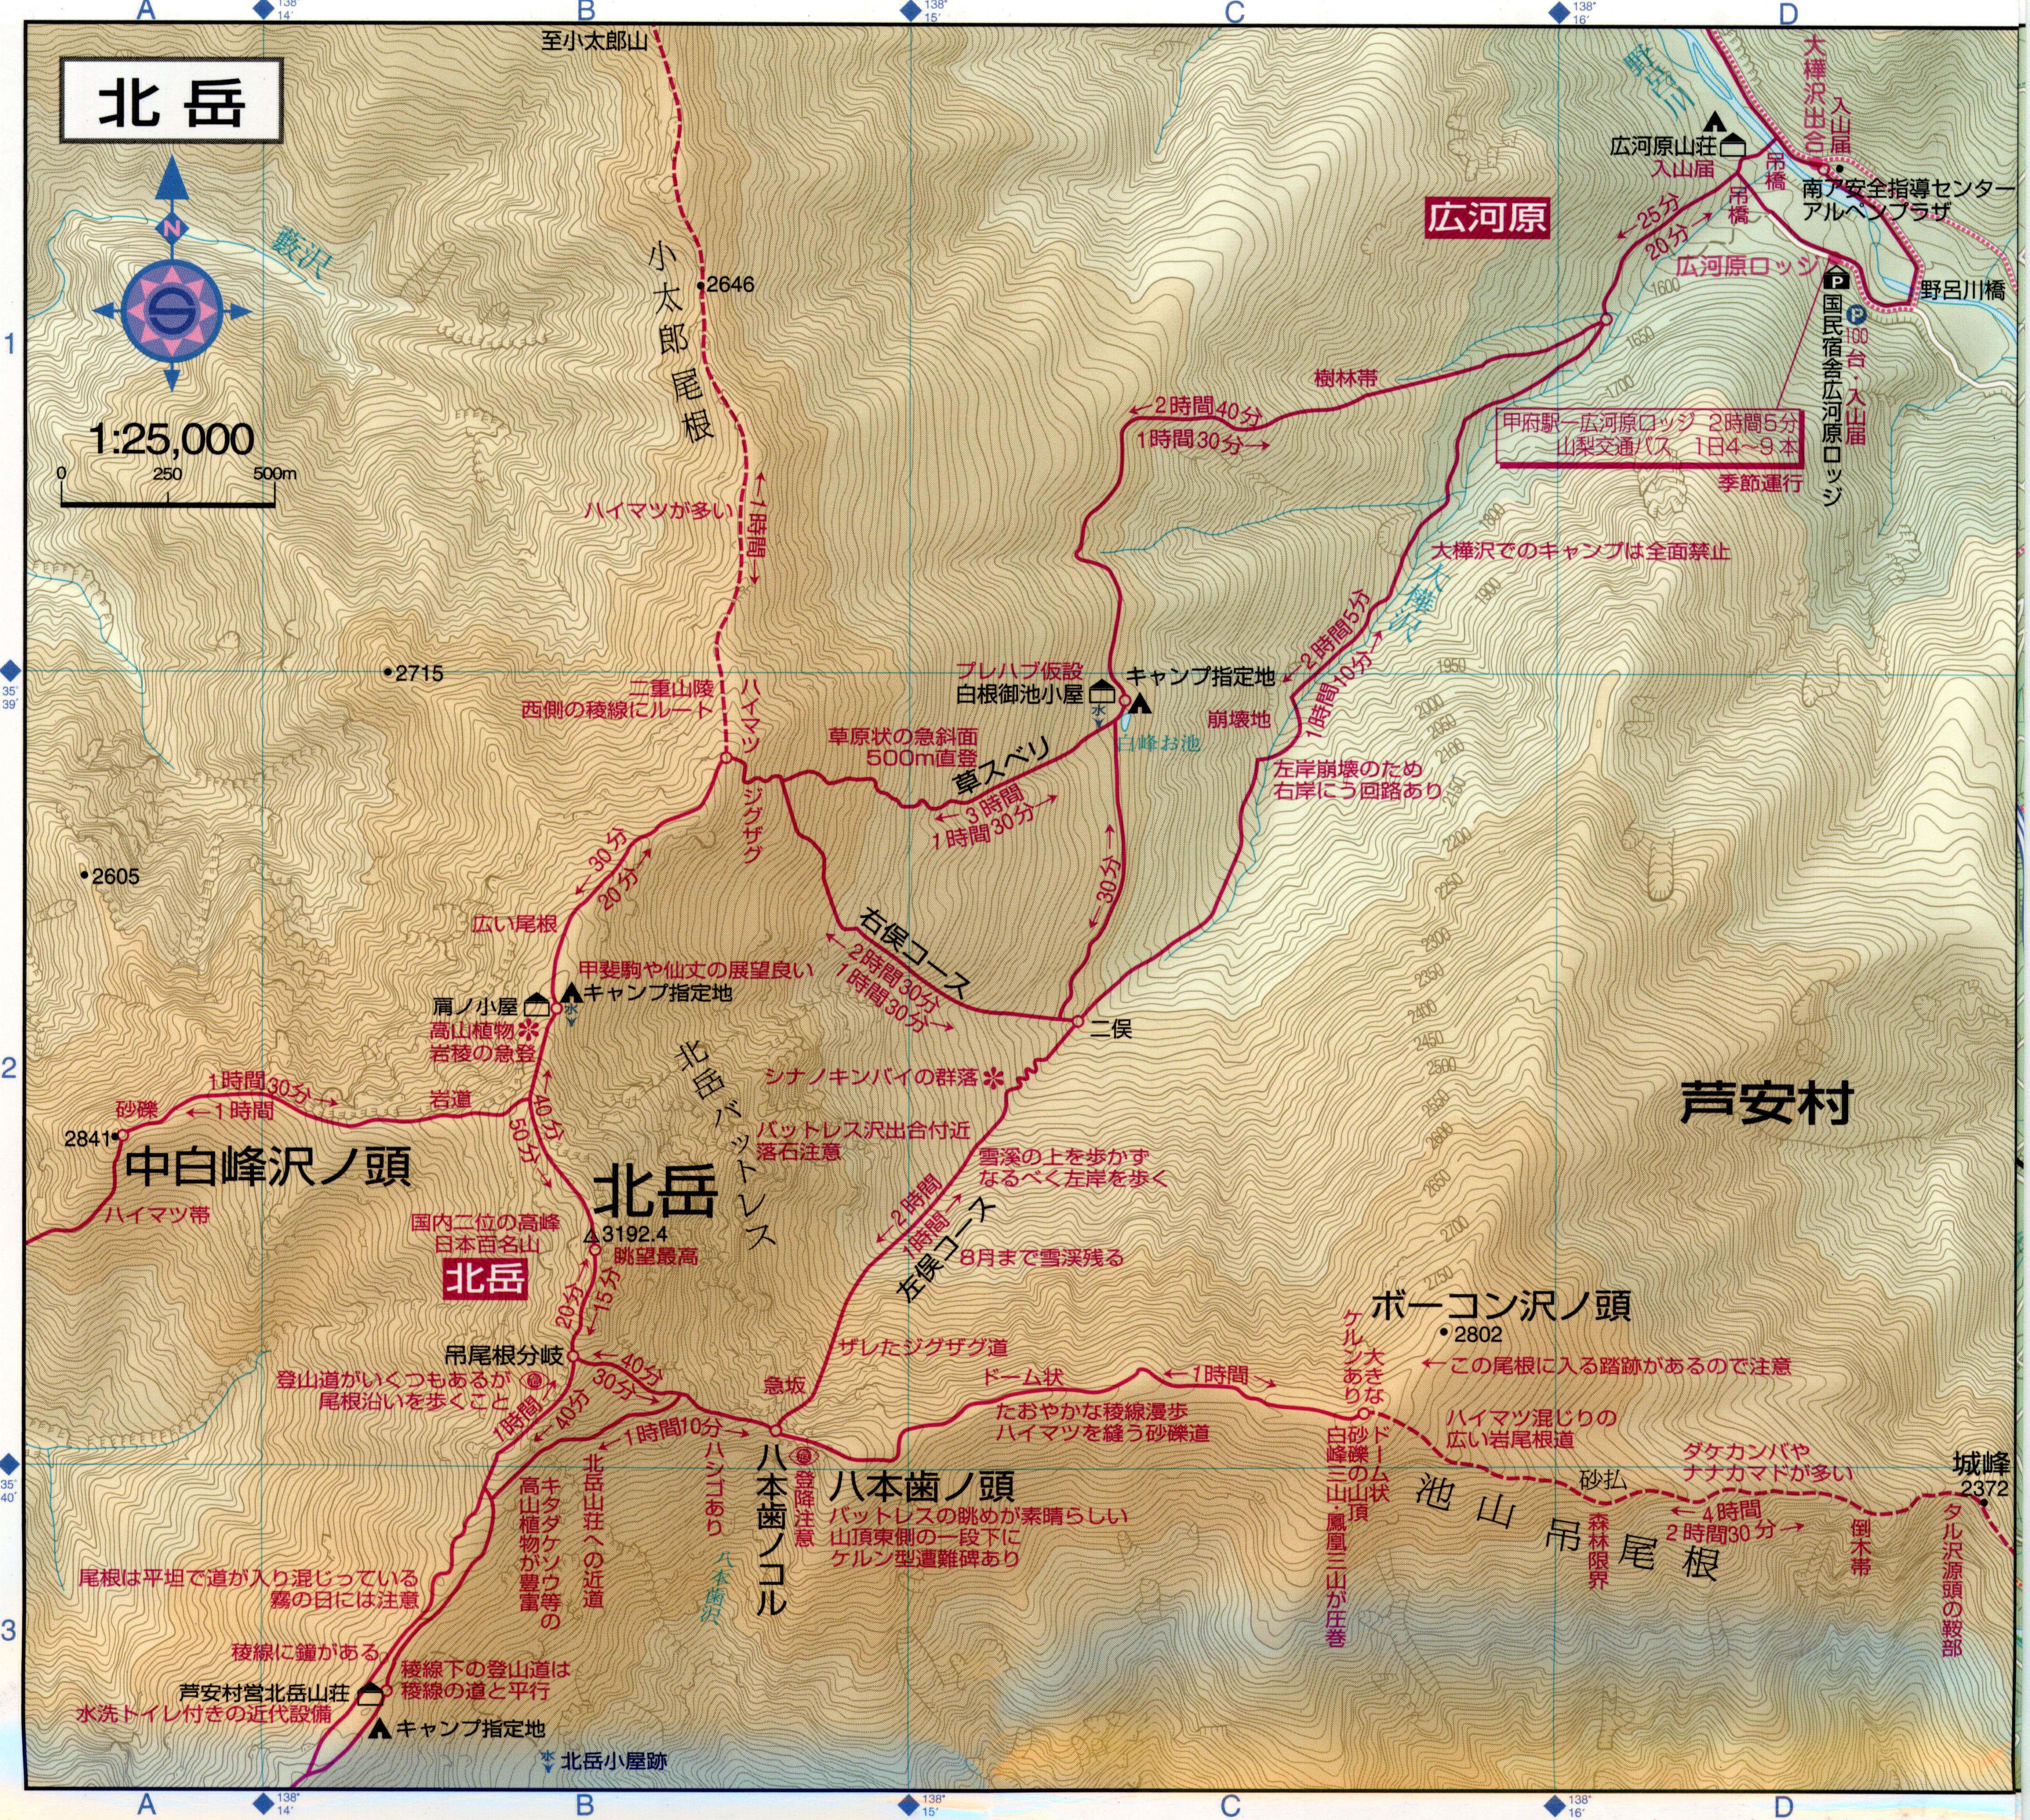 A
138°
14′
B
138°
15′
C
138°
16′
D
至小太郎山
北岳
N
S
1:25,000
0 250 500m
藪沢
小太郎尾根
2646
ハイマツが多い
←1時間→
野呂川
大樺沢出合
入山届
広河原山荘
入山届
吊橋
吊橋
南ア安全指導センター
アルペンプラザ
広河原
←25分
20分→
広河原ロッジ
P
P
野呂川橋
国民宿舎広河原ロッジ
100台・入山届
1600
1650
1700
樹林帯
←2時間40分
1時間30分→
甲府駅―広河原ロッジ 2時間5分
山梨交通バス 1日4〜9本
季節運行
1800
大樺沢でのキャンプは全面禁止
大樺沢
1900
1
35°
39′
2715
二重山陵
西側の稜線にルート
ハイマツ
ジグザグ
プレハブ仮設
白根御池小屋
水
キャンプ指定地
白峰お池
崩壊地
←2時間5分
1時間10分→
1950
2000
2050
2100
2150
草原状の急斜面
500m直登
草スベリ
←3時間
1時間30分→
左岸崩壊のため
右岸にう回路あり
2605
←30分
20分→
←30分→
2200
2250
2300
2350
2400
2450
2500
2550
2600
2650
2700
2750
広い尾根
右俣コース
←2時間30分
1時間30分→
甲斐駒や仙丈の展望良い
キャンプ指定地
肩ノ小屋
水
高山植物
岩稜の急登
二俣
2
北岳バットレス
シナノキンバイの群落
1時間30分→
←1時間
砂礫
岩道
2841
中白峰沢ノ頭
ハイマツ帯
←40分
50分→
バットレス沢出合付近
落石注意
雪渓の上を歩かず
なるべく左岸を歩く
芦安村
北岳
国内二位の高峰
日本百名山
3192.4
眺望最高
北岳
←2時間
1時間→
左俣コース
8月まで雪渓残る
20分→
←15分
ボーコン沢ノ頭
2802
←この尾根に入る踏跡があるので注意
大きな
ケルンあり
吊尾根分岐
←40分
30分→
登山道がいくつもあるが
尾根沿いを歩くこと
危
1時間→
←40分
ザレたジグザグ道
急坂
ドーム状
←1時間→
たおやかな稜線漫歩
ハイマツを縫う砂礫道
←1時間10分→
ハシゴあり
八本歯ノコル
危
登降注意
八本歯ノ頭
バットレスの眺めが素晴らしい
山頂東側の一段下に
ケルン型遭難碑あり
ドーム状
砂礫の山頂
白峰三山・鳳凰三山が圧巻
ハイマツ混じりの
広い岩尾根道
ダケカンバや
ナナカマドが多い
砂払
城峰
2372
池山吊尾根
←4時間
2時間30分→
森林限界
倒木帯
タル沢源頭の鞍部
35°
40′
北岳山荘への近道
キタダケソウ等の
高山植物が豊富
八本歯沢
尾根は平坦で道が入り混じっている
霧の日には注意
3
稜線に鐘がある
稜線下の登山道は
稜線の道と平行
芦安村営北岳山荘
水洗トイレ付きの近代設備
キャンプ指定地
水
北岳小屋跡
A
138°
14′
B
138°
15′
C
138°
16′
D